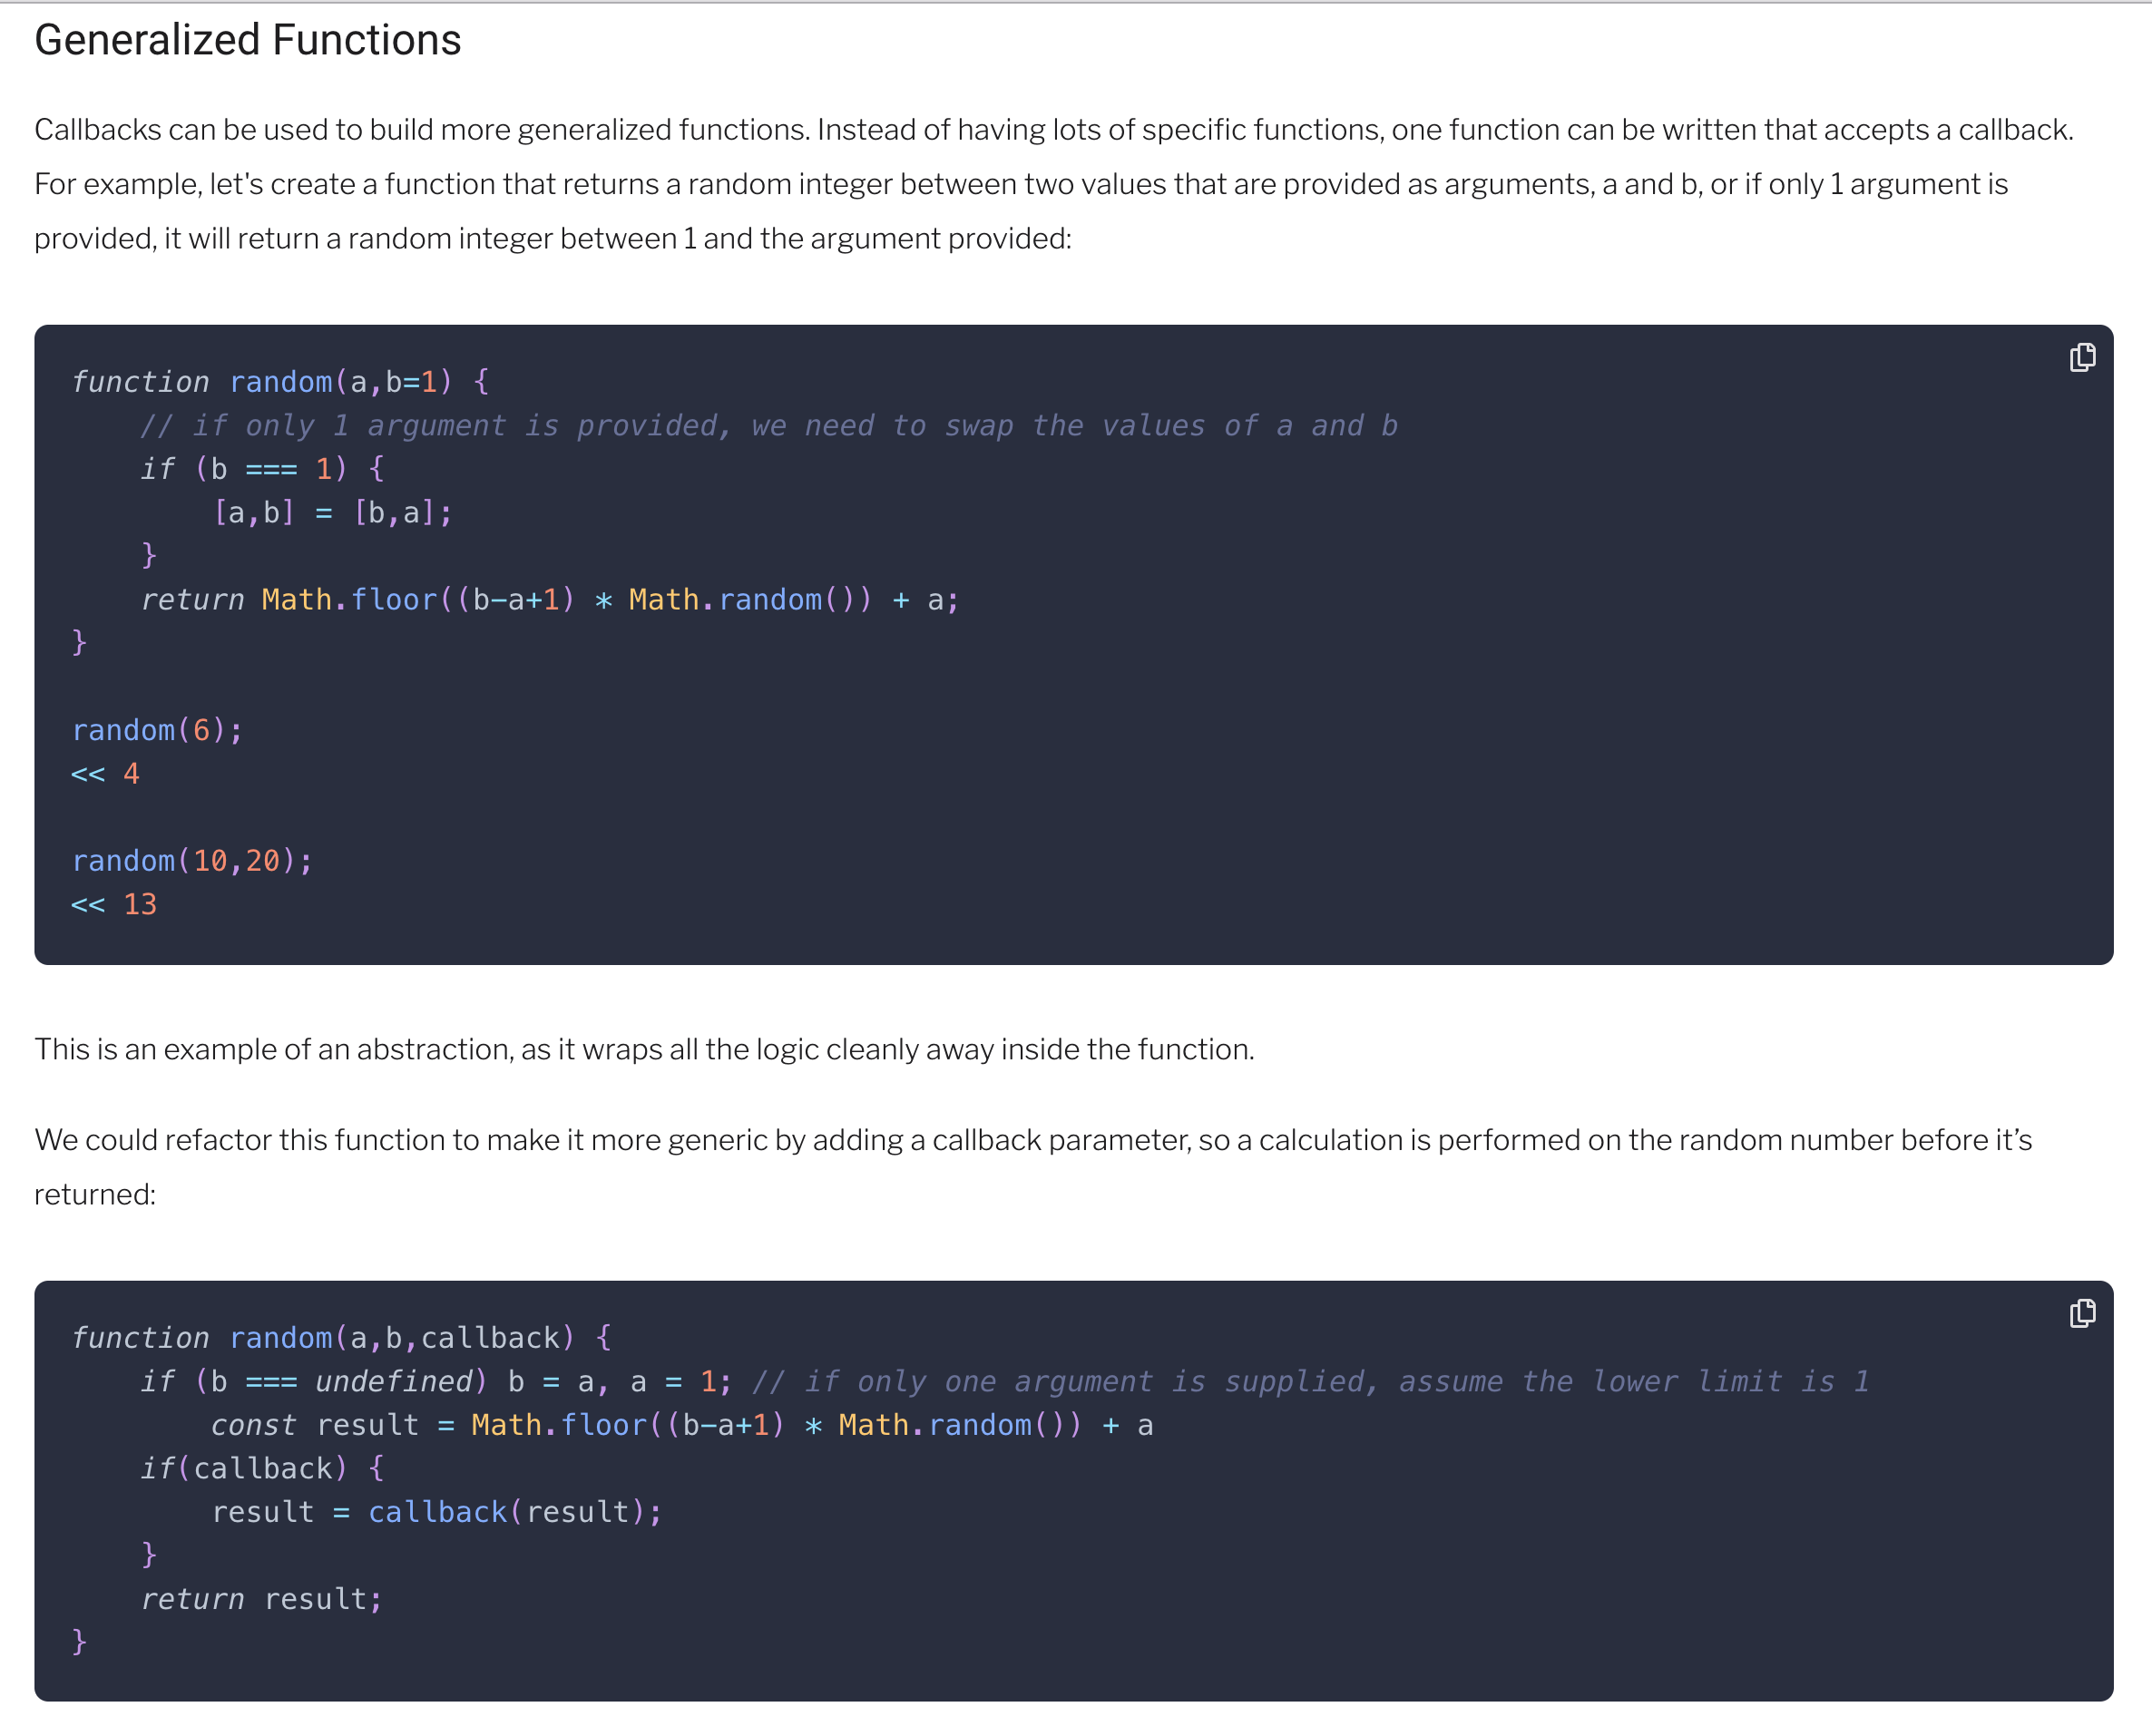 Generalized Functions
Callbacks can be used to build more generalized functions. Instead of having lots of specific functions, one function can be written that accepts a callback.
For example, let's create a function that returns a random integer between two values that are provided as arguments, a and b, or if only 1 argument is
provided, it will return a random integer between 1 and the argument provided:
function random(a,b=1) {
    // if only 1 argument is provided, we need to swap the values of a and b
    if (b === 1) {
        [a,b] = [b,a];
    }
    return Math.floor((b-a+1) * Math.random()) + a;
}
random(6);
<< 4
random(10,20);
<< 13
This is an example of an abstraction, as it wraps all the logic cleanly away inside the function.
We could refactor this function to make it more generic by adding a callback parameter, so a calculation is performed on the random number before it’s
returned:
function random(a,b,callback) {
    if (b === undefined) b = a, a = 1; // if only one argument is supplied, assume the lower limit is 1
        const result = Math.floor((b-a+1) * Math.random()) + a
    if(callback) {
        result = callback(result);
    }
    return result;
}